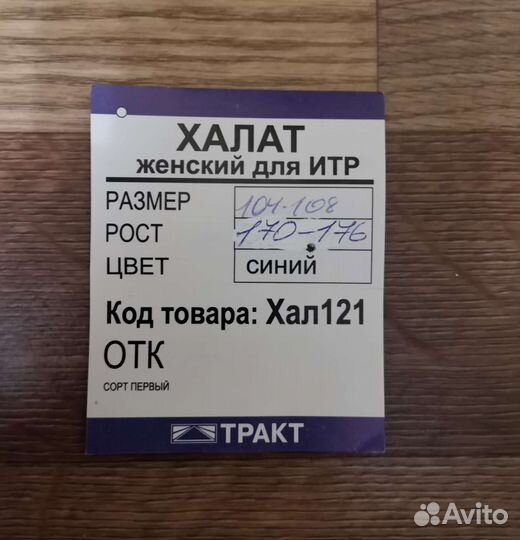 ХАЛАТ
женский для ИТР
РАЗМЕР 104-108
РОСТ 170-176
ЦВЕТ синий
Код товара: Хал121
ОТК
СОРТ ПЕРВЫЙ
ТРАКТ
Avito